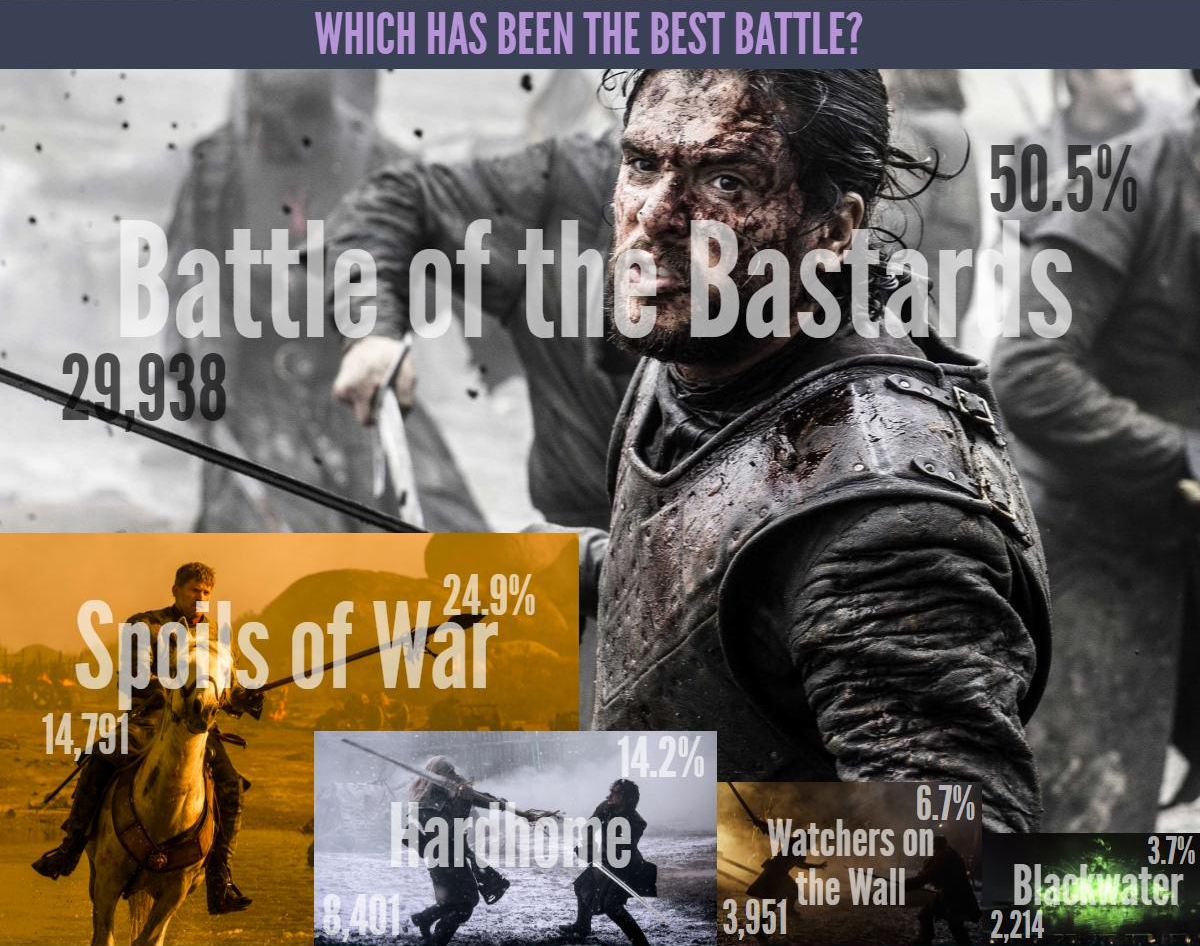 WHICH HAS BEEN THE BEST BATTLE?
50.5%
Battle of the Bastards
29,938
24.9%
Spoils of War
14,791
14.2%
Hardhome
8,401
6.7%
Watchers on
the Wall
3,951
3.7%
Blackwater
2,214